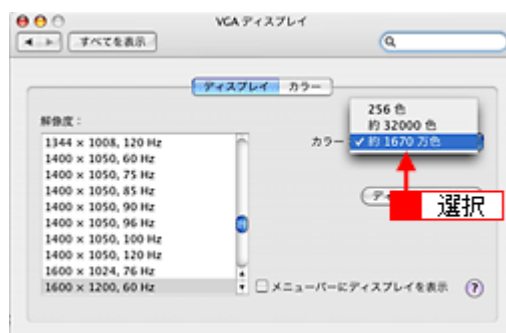 VGA ディスプレイ
すべてを表示
ディスプレイ カラー
解像度：
1344 x 1008, 120 Hz
1400 x 1050, 60 Hz
1400 x 1050, 75 Hz
1400 x 1050, 85 Hz
1400 x 1050, 90 Hz
1400 x 1050, 96 Hz
1400 x 1050, 100 Hz
1400 x 1050, 120 Hz
1600 x 1024, 76 Hz
1600 x 1200, 60 Hz
カラー
256 色
約 32000 色
✓ 約 1670 万色
選択
メニューバーにディスプレイを表示
?